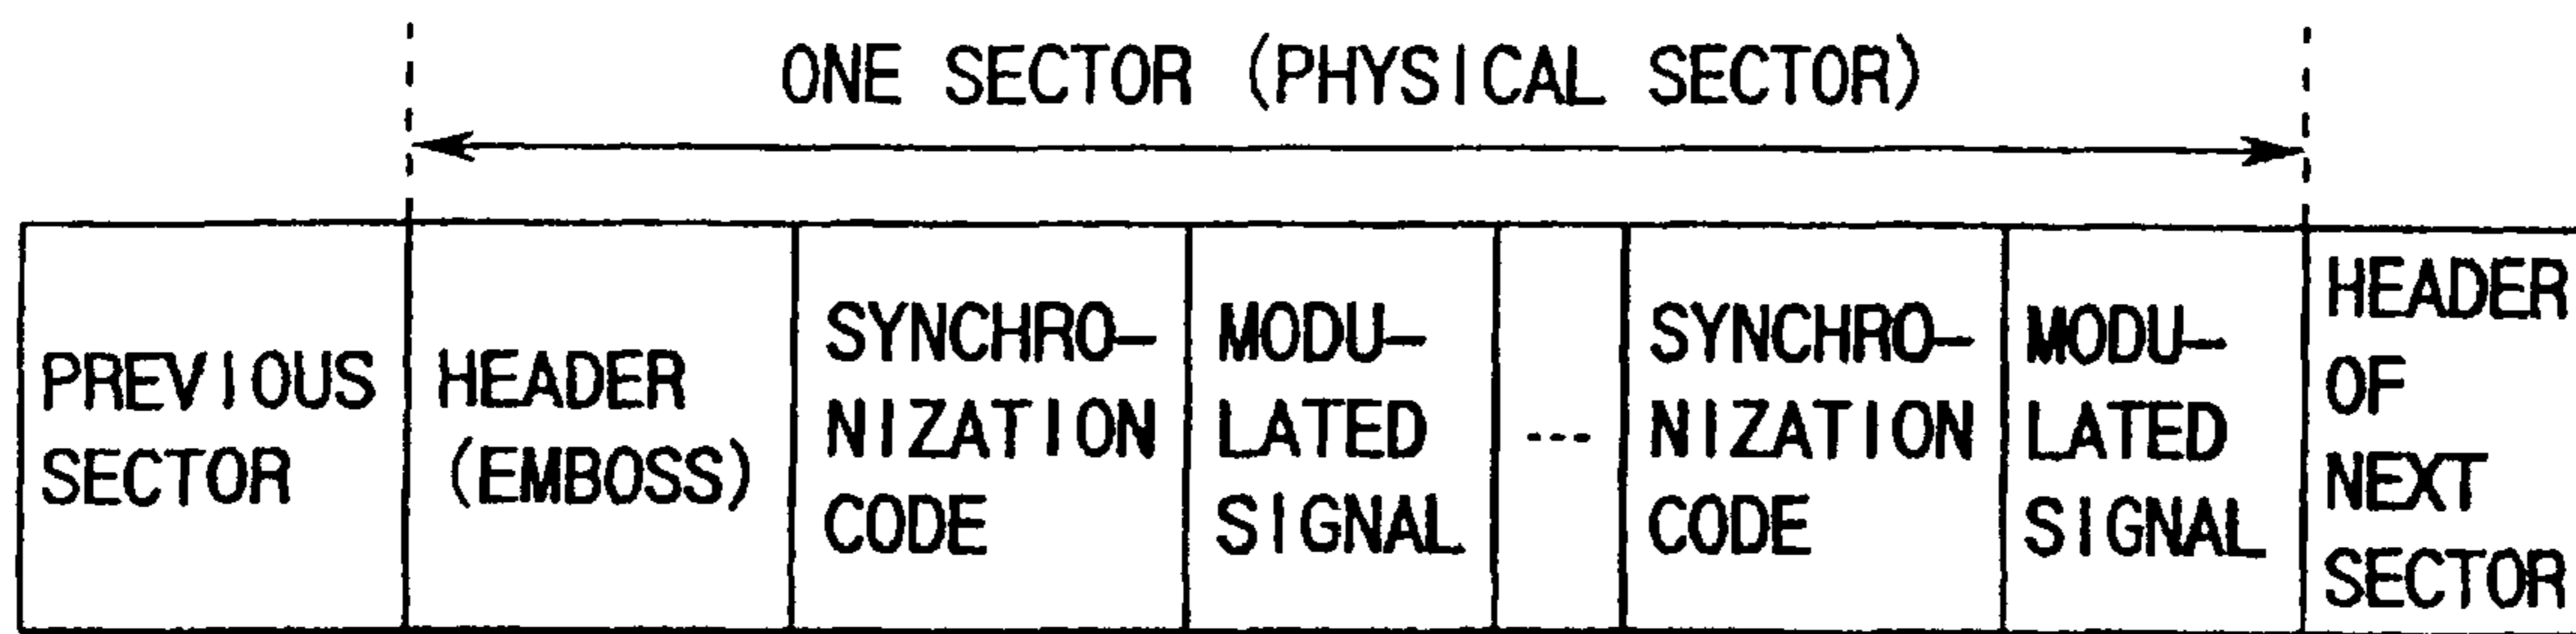 ONE SECTOR (PHYSICAL SECTOR)
PREVIOUS
SECTOR
HEADER
(EMBOSS)
SYNCHRO-
NIZATION
CODE
MODU-
LATED
SIGNAL
---
SYNCHRO-
NIZATION
CODE
MODU-
LATED
SIGNAL
HEADER
OF
NEXT
SECTOR